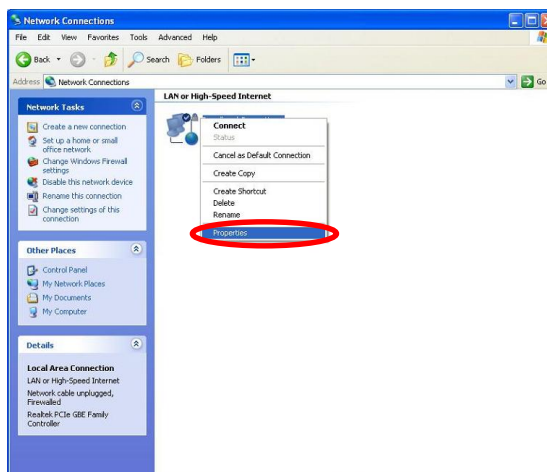 Network Connections
File Edit View Favorites Tools Advanced Help
Back Search Folders
Address Network Connections Go
Network Tasks
Create a new connection
Set up a home or small
office network
Change Windows Firewall
settings
Disable this network device
Rename this connection
Change settings of this
connection
Other Places
Control Panel
My Network Places
My Documents
My Computer
Details
Local Area Connection
LAN or High-Speed Internet
Network cable unplugged,
Firewalled
Realtek PCIe GBE Family
Controller
LAN or High-Speed Internet
Connect
Status
Cancel as Default Connection
Create Copy
Create Shortcut
Delete
Rename
Properties